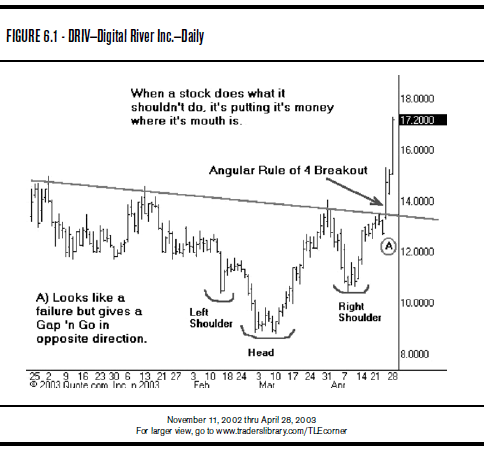 FIGURE 6.1 - DRIV–Digital River Inc.–Daily
When a stock does what it
shouldn't do, it's putting it's money
where it's mouth is.
18.0000
17.2000
16.0000
Angular Rule of 4 Breakout
14.0000
A
12.0000
A) Looks like a
failure but gives a
Gap 'n Go in
opposite direction.
Left
Shoulder
Right
Shoulder
10.0000
Head
8.0000
25 2 9 16 23 30 6 13 21 27 3 10 18 24 3 10 17 24 31 7 14 21 28
© 2003 Quote.com, Inc. n 2003 Feb Mar Apr
November 11, 2002 thru April 28, 2003
For larger view, go to www.traderslibrary.com/TLEcorner